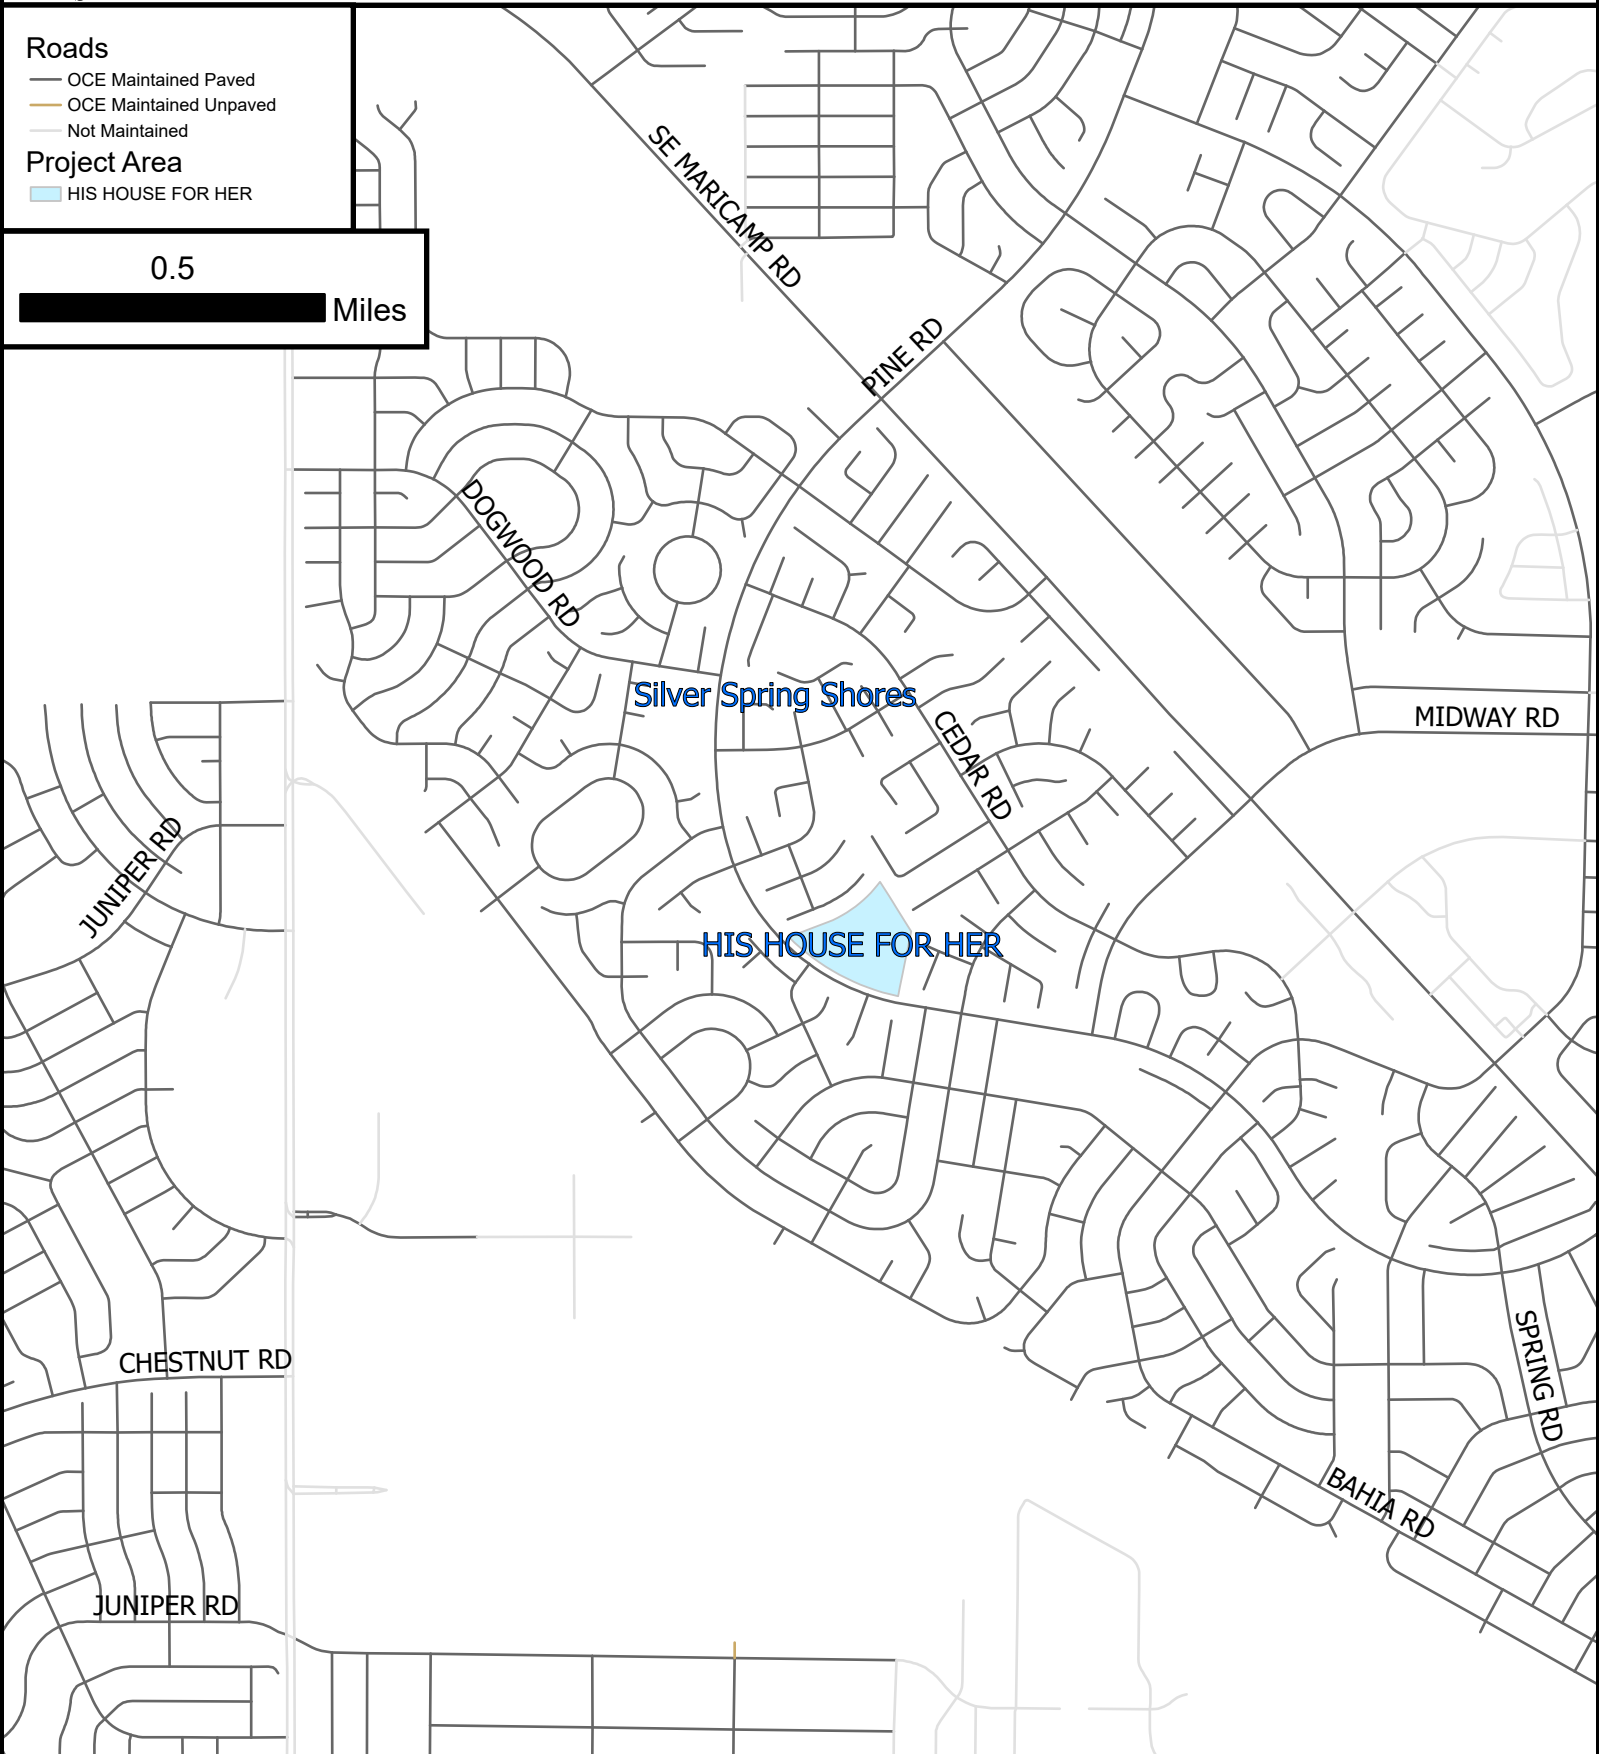 Roads
OCE Maintained Paved
OCE Maintained Unpaved
Not Maintained
Project Area
HIS HOUSE FOR HER
0.5
Miles
SE MARICAMP RD
PINE RD
DOGWOOD RD
Silver Spring Shores
CEDAR RD
MIDWAY RD
JUNIPER RD
HIS HOUSE FOR HER
CHESTNUT RD
SPRING RD
BAHIA RD
JUNIPER RD